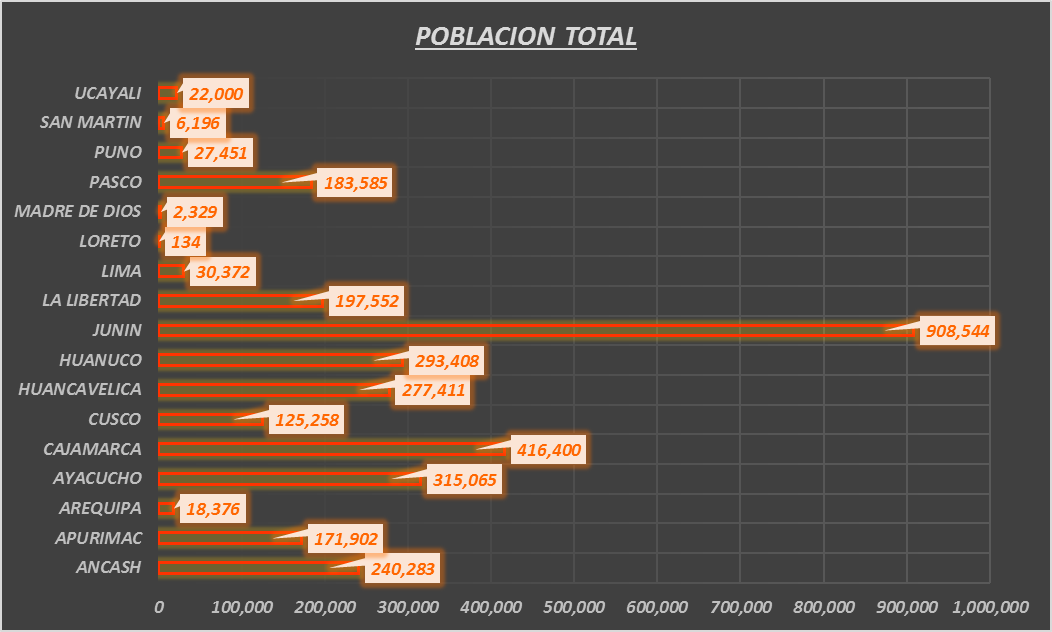 POBLACION TOTAL
UCAYALI 22,000
SAN MARTIN 6,196
PUNO 27,451
PASCO 183,585
MADRE DE DIOS 2,329
LORETO 134
LIMA 30,372
LA LIBERTAD 197,552
JUNIN 908,544
HUANUCO 293,408
HUANCAVELICA 277,411
CUSCO 125,258
CAJAMARCA 416,400
AYACUCHO 315,065
AREQUIPA 18,376
APURIMAC 171,902
ANCASH 240,283
0 100,000 200,000 300,000 400,000 500,000 600,000 700,000 800,000 900,000 1,000,000